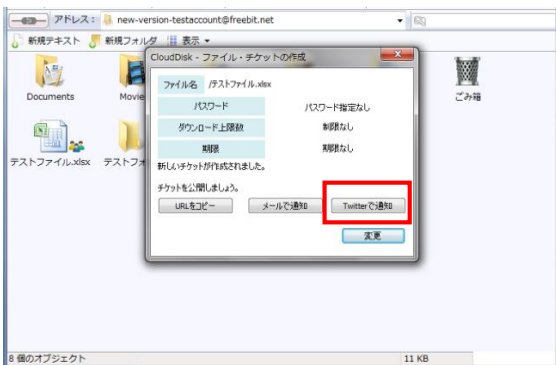 アドレス： new-version-testaccount@freebit.net
新規テキスト 新規フォルダ 表示
CloudDisk - ファイル・チケットの作成
ファイル名 /テストファイル.xlsx
パスワード パスワード指定なし
ダウンロード上限数 制限なし
期限 期限なし
新しいチケットが作成されました。
チケットを公開しましょう。
URLをコピー メールで通知 Twitterで通知
変更
Documents
Movie
ごみ箱
テストファイル.xlsx
テストフォ
8 個のオブジェクト
11 KB